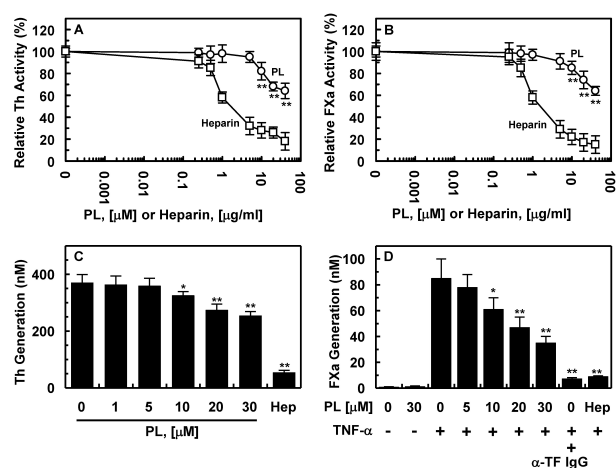 A
Relative Th Activity (%)
120
100
80
60
40
20
0
PL
** ** **
Heparin
0 0.001 0.01 0.1 1 10 100
PL, [μM] or Heparin, [μg/ml]
B
Relative FXa Activity (%)
120
100
80
60
40
20
0
PL
** ** **
Heparin
0 0.001 0.01 0.1 1 10 100
PL, [μM] or Heparin, [μg/ml]
C
Th Generation (nM)
400
200
0
* ** ** **
0 1 5 10 20 30 Hep
PL, [μM]
D
FXa Generation (nM)
100
80
60
40
20
0
* ** ** ** **
PL [μM] 0 30 0 5 10 20 30 0 Hep
TNF-α - - + + + + + + +
+
α-TF IgG